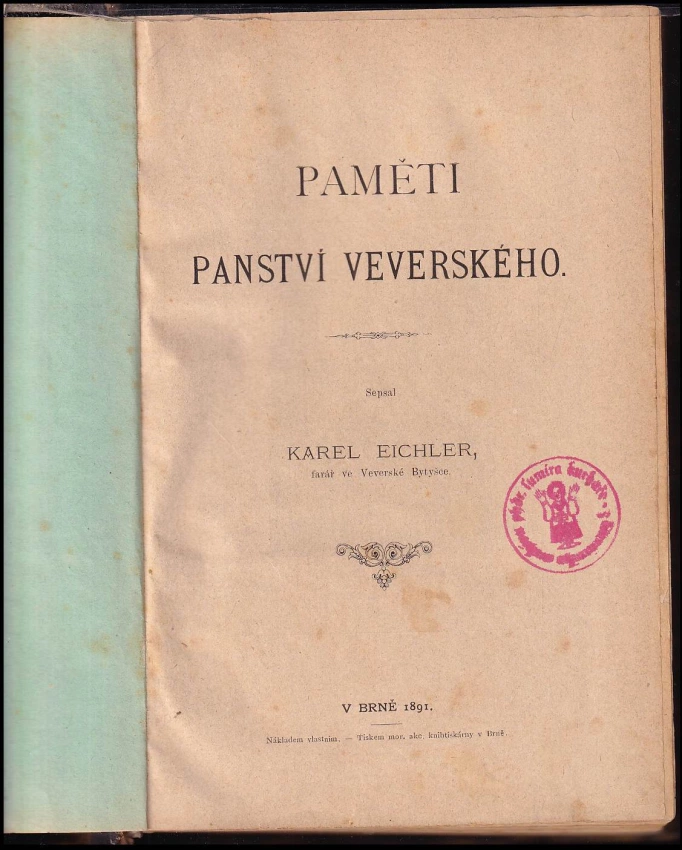 PAMĚTI
PANSTVÍ VEVERSKÉHO.
Sepsal
KAREL EICHLER,
farář ve Veverské Bytyšce.
V BRNĚ 1891.
Nákladem vlastním. — Tiskem mor. akc. knihtiskárny v Brně.